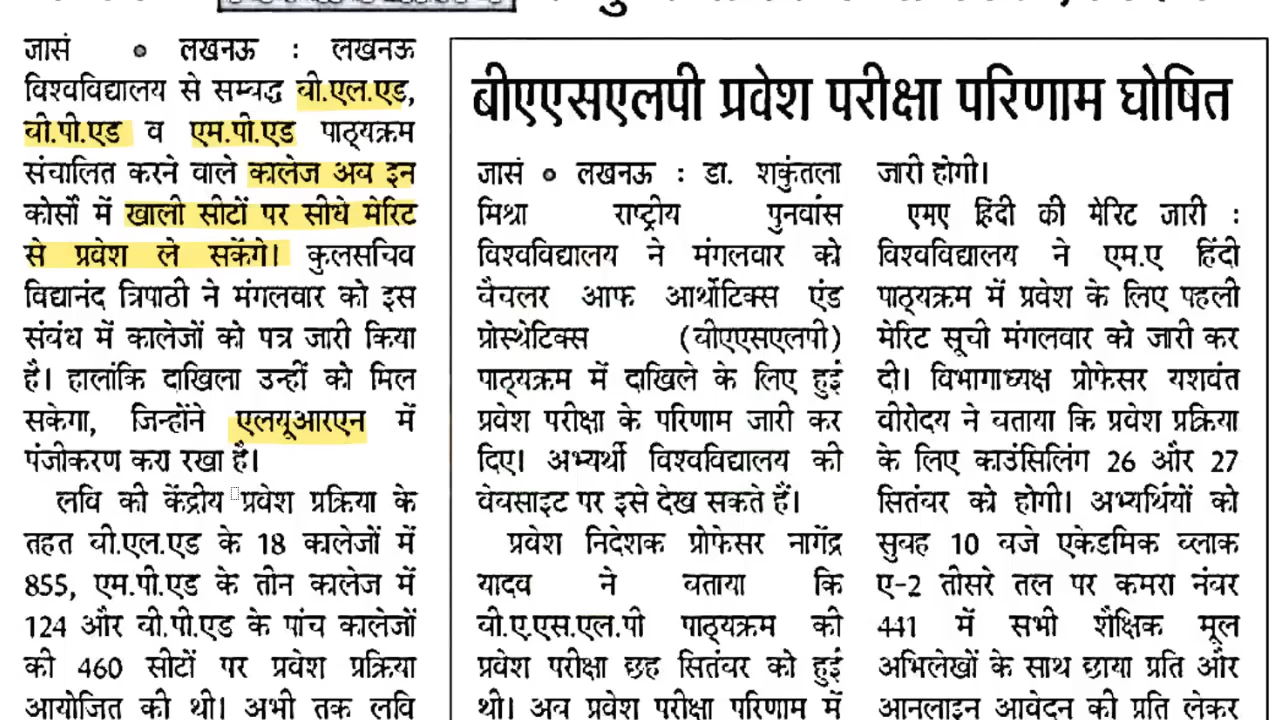 जासं ● लखनऊ : लखनऊ
विश्वविद्यालय से सम्बद्ध बी.एल.एड,
बी.पी.एड व एम.पी.एड पाठ्यक्रम
संचालित करने वाले कालेज अब इन
कोर्सों में खाली सीटों पर सीधे मेरिट
से प्रवेश ले सकेंगे। कुलसचिव
विद्यानंद त्रिपाठी ने मंगलवार को इस
संबंध में कालेजों को पत्र जारी किया
है। हालांकि दाखिला उन्हीं को मिल
सकेगा, जिन्होंने एलयूआरएन में
पंजीकरण करा रखा है।
लवि की केंद्रीय प्रवेश प्रक्रिया के
तहत बी.एल.एड के 18 कालेजों में
855, एम.पी.एड के तीन कालेज में
124 और बी.पी.एड के पांच कालेजों
की 460 सीटों पर प्रवेश प्रक्रिया
आयोजित की थी। अभी तक लवि
बीएएसएलपी प्रवेश परीक्षा परिणाम घोषित
जासं ● लखनऊ : डा. शकुंतला
मिश्रा राष्ट्रीय पुनर्वास
विश्वविद्यालय ने मंगलवार को
बैचलर आफ आर्थोटिक्स एंड
प्रोस्थेटिक्स (बीएएसएलपी)
पाठ्यक्रम में दाखिले के लिए हुई
प्रवेश परीक्षा के परिणाम जारी कर
दिए। अभ्यर्थी विश्वविद्यालय की
वेबसाइट पर इसे देख सकते हैं।
प्रवेश निदेशक प्रोफेसर नागेंद्र
यादव ने बताया कि
बी.ए.एस.एल.पी पाठ्यक्रम की
प्रवेश परीक्षा छह सितंबर को हुई
थी। अब प्रवेश परीक्षा परिणाम में
जारी होगी।
एमए हिंदी की मेरिट जारी :
विश्वविद्यालय ने एम.ए हिंदी
पाठ्यक्रम में प्रवेश के लिए पहली
मेरिट सूची मंगलवार को जारी कर
दी। विभागाध्यक्ष प्रोफेसर यशवंत
वीरोदय ने बताया कि प्रवेश प्रक्रिया
के लिए काउंसिलिंग 26 और 27
सितंबर को होगी। अभ्यर्थियों को
सुबह 10 बजे एकेडमिक ब्लाक
ए-2 तीसरे तल पर कमरा नंबर
441 में सभी शैक्षिक मूल
अभिलेखों के साथ छाया प्रति और
आनलाइन आवेदन की प्रति लेकर